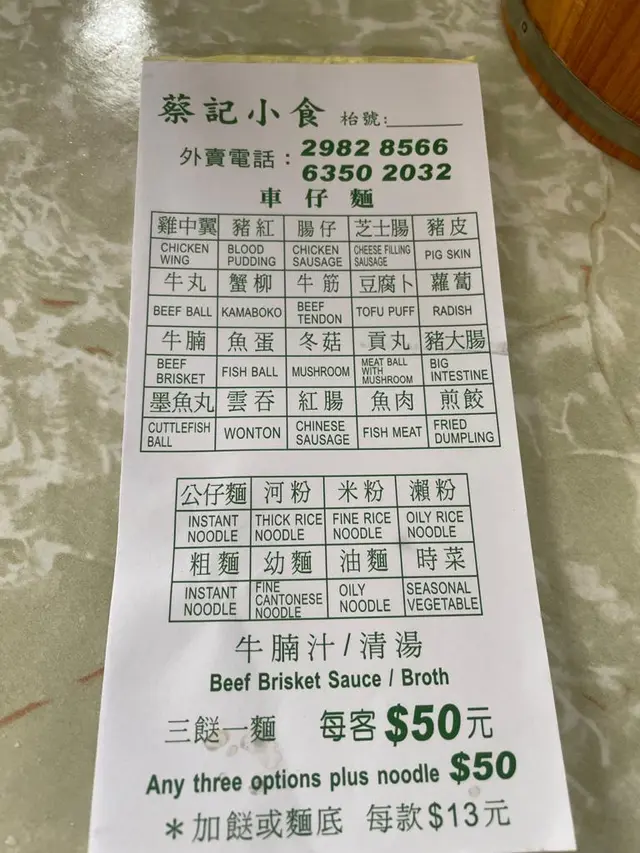 蔡記小食 枱號:
外賣電話：2982 8566
6350 2032
車仔麵
雞中翼 豬紅 腸仔 芝士腸 豬皮
CHICKEN WING BLOOD PUDDING CHICKEN SAUSAGE CHEESE FILLING SAUSAGE PIG SKIN
牛丸 蟹柳 牛筋 豆腐卜 蘿蔔
BEEF BALL KAMABOKO BEEF TENDON TOFU PUFF RADISH
牛腩 魚蛋 冬菇 貢丸 豬大腸
BEEF BRISKET FISH BALL MUSHROOM MEAT BALL WITH MUSHROOM BIG INTESTINE
墨魚丸 雲吞 紅腸 魚肉 煎餃
CUTTLEFISH BALL WONTON CHINESE SAUSAGE FISH MEAT FRIED DUMPLING
公仔麵 河粉 米粉 瀨粉
INSTANT NOODLE THICK RICE NOODLE FINE RICE NOODLE OILY RICE NOODLE
粗麵 幼麵 油麵 時菜
INSTANT NOODLE FINE CANTONESE NOODLE OILY NOODLE SEASONAL VEGETABLE
牛腩汁/清湯
Beef Brisket Sauce / Broth
三餸一麵 每客$50元
Any three options plus noodle $50
＊加餸或麵底 每款$13元